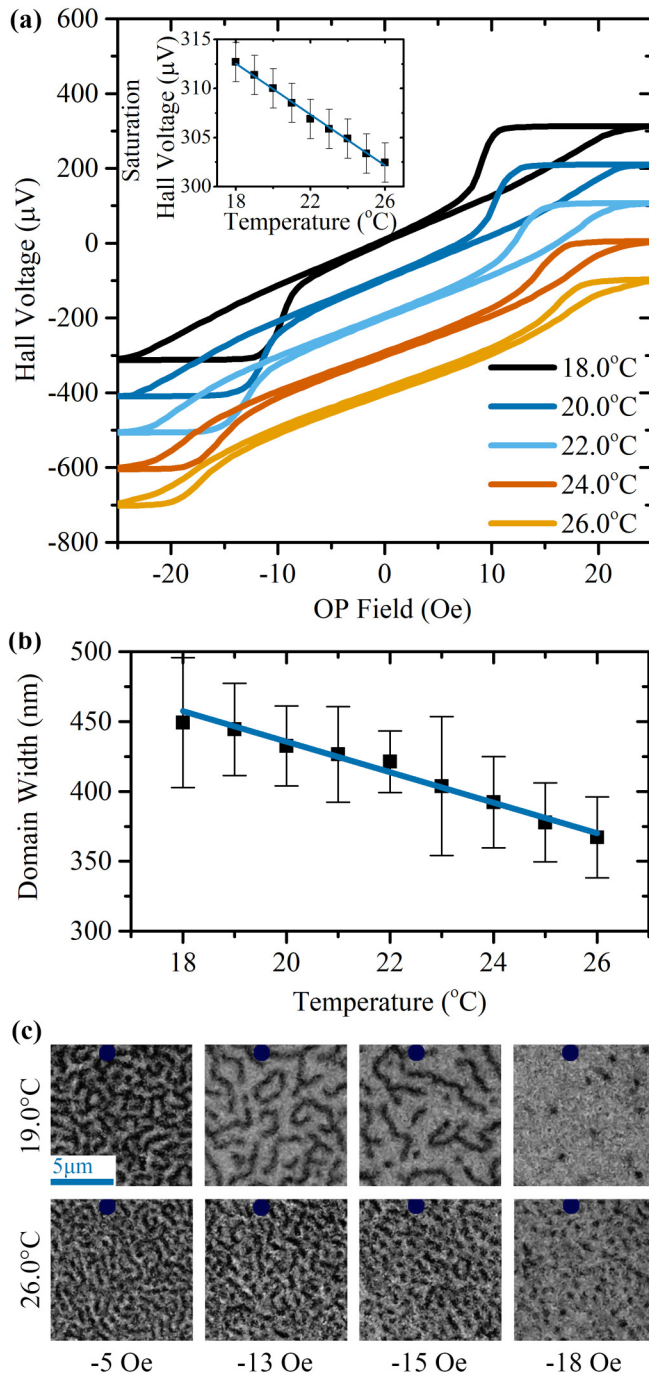 (a)
600
400
200
0
-200
-400
-600
-800
Hall Voltage (μV)
-20
-10
0
10
20
OP Field (Oe)
315
310
305
300
Saturation
Hall Voltage (μV)
18
22
26
Temperature (°C)
18.0°C
20.0°C
22.0°C
24.0°C
26.0°C
(b)
500
450
400
350
300
Domain Width (nm)
18
20
22
24
26
Temperature (°C)
(c)
19.0°C
5μm
26.0°C
-5 Oe
-13 Oe
-15 Oe
-18 Oe